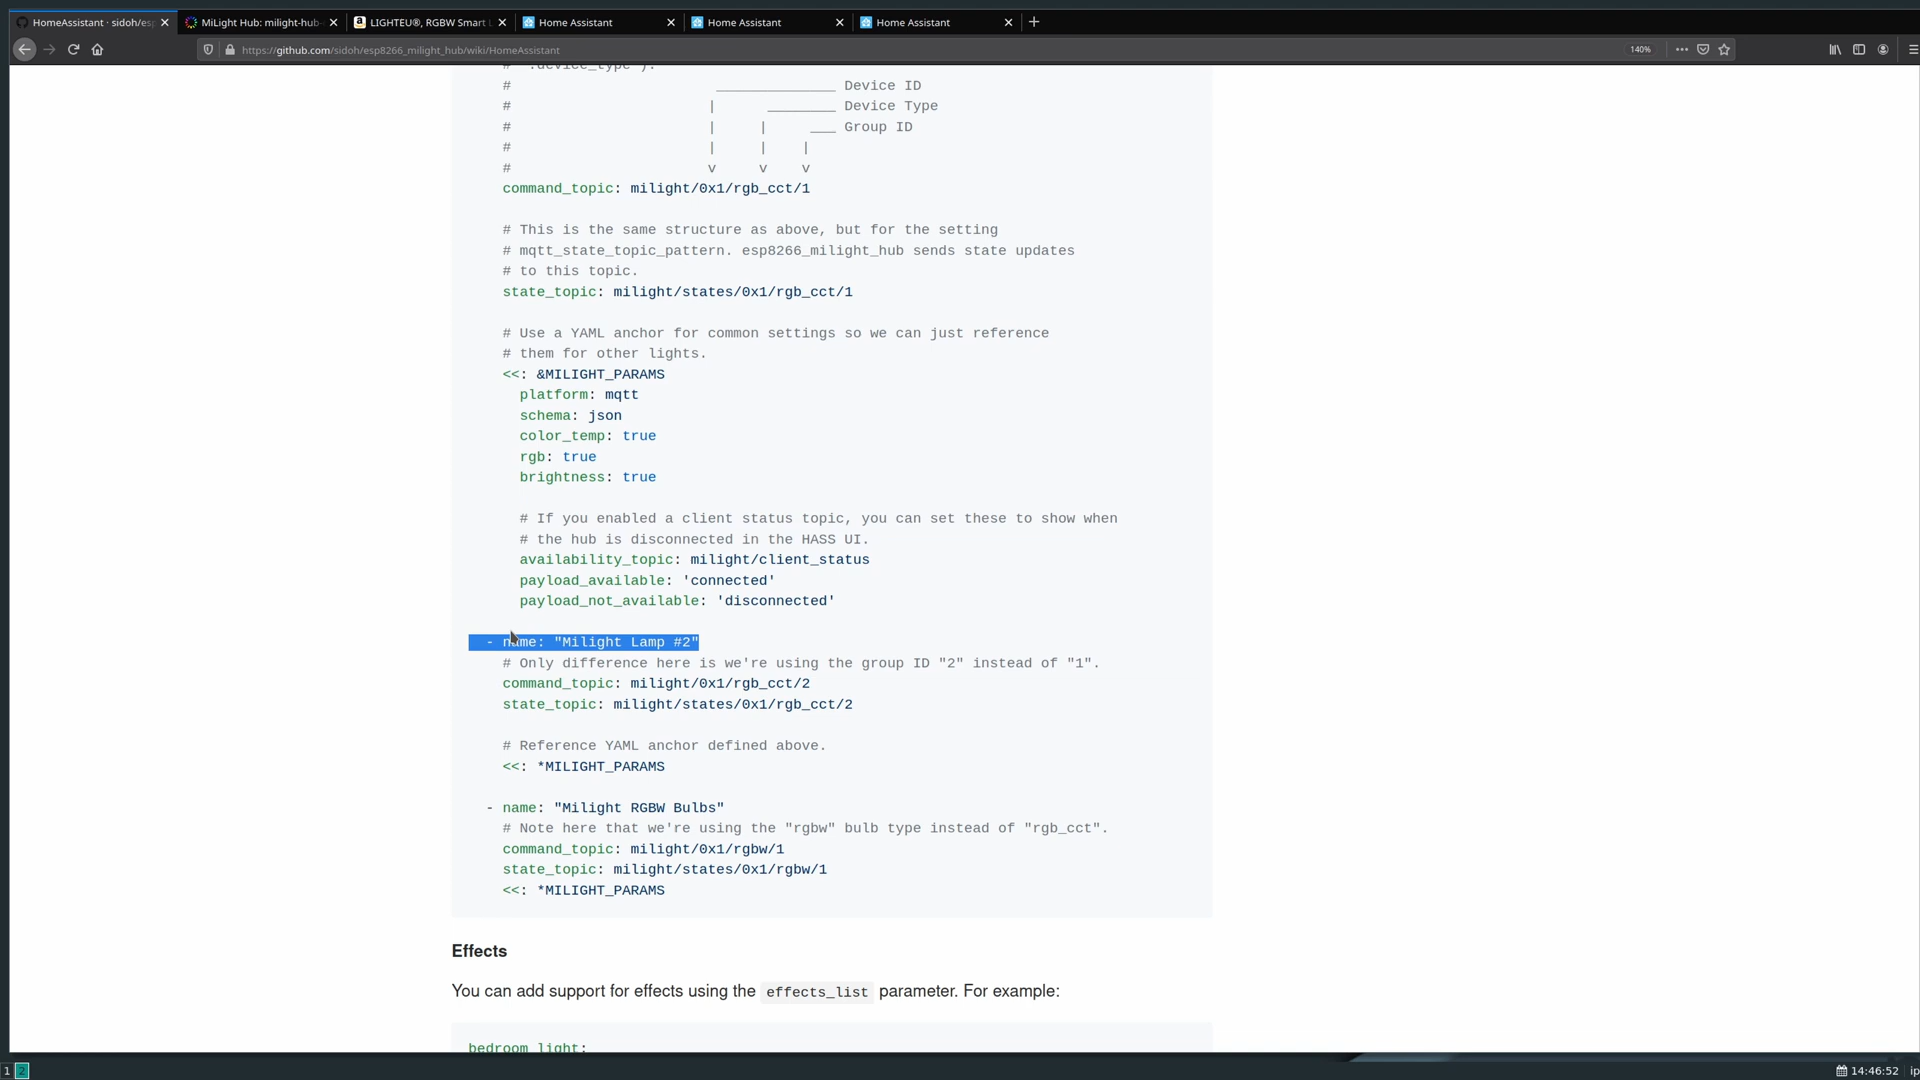 HomeAssistant · sidoh/es
MiLight Hub: milight-hub-
LIGHTEU®, RGBW Smart L
Home Assistant
Home Assistant
Home Assistant
https://github.com/sidoh/esp8266_milight_hub/wiki/HomeAssistant
140%
# `:device_type`).
# ______________ Device ID
# | ________ Device Type
# | | ___ Group ID
# | | |
# v v v
command_topic: milight/0x1/rgb_cct/1
# This is the same structure as above, but for the setting
# mqtt_state_topic_pattern. esp8266_milight_hub sends state updates
# to this topic.
state_topic: milight/states/0x1/rgb_cct/1
# Use a YAML anchor for common settings so we can just reference
# them for other lights.
<<: &MILIGHT_PARAMS
platform: mqtt
schema: json
color_temp: true
rgb: true
brightness: true
# If you enabled a client status topic, you can set these to show when
# the hub is disconnected in the HASS UI.
availability_topic: milight/client_status
payload_available: 'connected'
payload_not_available: 'disconnected'
- name: "Milight Lamp #2"
# Only difference here is we're using the group ID "2" instead of "1".
command_topic: milight/0x1/rgb_cct/2
state_topic: milight/states/0x1/rgb_cct/2
# Reference YAML anchor defined above.
<<: *MILIGHT_PARAMS
- name: "Milight RGBW Bulbs"
# Note here that we're using the "rgbw" bulb type instead of "rgb_cct".
command_topic: milight/0x1/rgbw/1
state_topic: milight/states/0x1/rgbw/1
<<: *MILIGHT_PARAMS
Effects
You can add support for effects using the effects_list parameter. For example:
bedroom_light:
1 2
14:46:52 ip